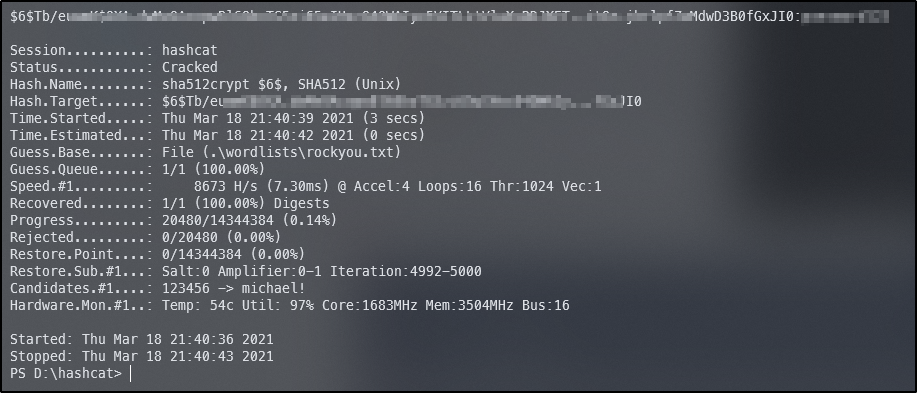 $6$Tb/eu MdwD3B0fGxJI0:
Session..........: hashcat
Status...........: Cracked
Hash.Name........: sha512crypt $6$, SHA512 (Unix)
Hash.Target......: $6$Tb/eu JI0
Time.Started.....: Thu Mar 18 21:40:39 2021 (3 secs)
Time.Estimated...: Thu Mar 18 21:40:42 2021 (0 secs)
Guess.Base.......: File (.\wordlists\rockyou.txt)
Guess.Queue......: 1/1 (100.00%)
Speed.#1.........:     8673 H/s (7.30ms) @ Accel:4 Loops:16 Thr:1024 Vec:1
Recovered........: 1/1 (100.00%) Digests
Progress.........: 20480/14344384 (0.14%)
Rejected.........: 0/20480 (0.00%)
Restore.Point....: 0/14344384 (0.00%)
Restore.Sub.#1...: Salt:0 Amplifier:0-1 Iteration:4992-5000
Candidates.#1....: 123456 -> michael!
Hardware.Mon.#1..: Temp: 54c Util: 97% Core:1683MHz Mem:3504MHz Bus:16
Started: Thu Mar 18 21:40:36 2021
Stopped: Thu Mar 18 21:40:43 2021
PS D:\hashcat>